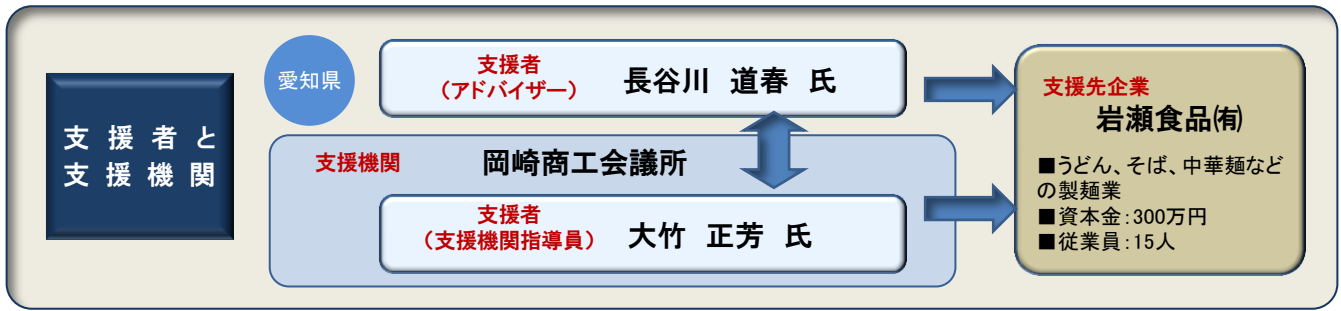 支援者と
支援機関
愛知県
支援者
（アドバイザー）
長谷川 道春 氏
支援機関
岡崎商工会議所
支援者
（支援機関指導員）
大竹 正芳 氏
支援先企業
岩瀬食品㈲
■うどん、そば、中華麺など
の製麺業
■資本金：300万円
■従業員：15人